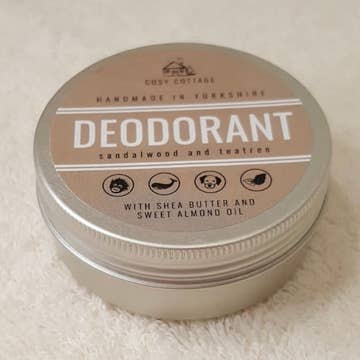 COSY COTTAGE
HANDMADE IN YORKSHIRE
DEODORANT
sandalwood and teatree
WITH SHEA BUTTER AND
SWEET ALMOND OIL